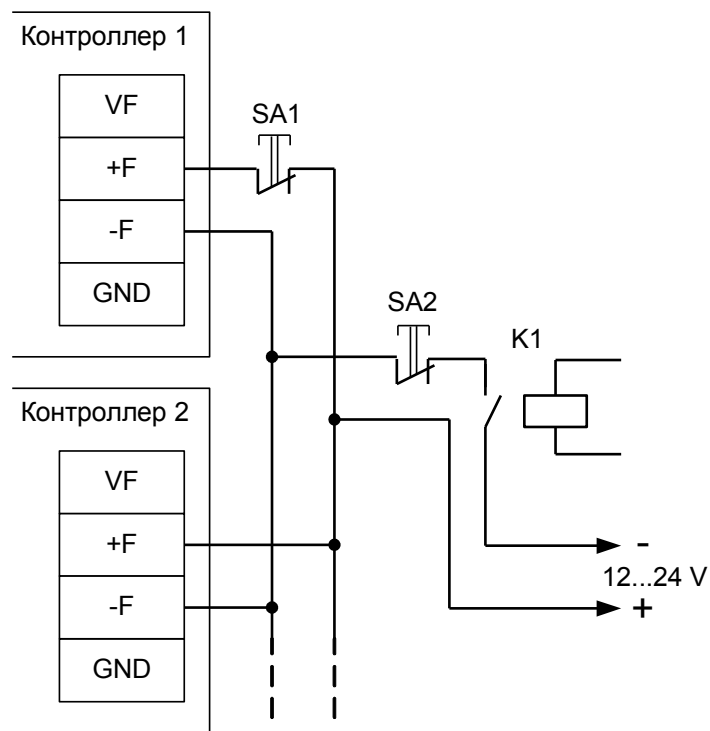 Контроллер 1
VF
SA1
+F
-F
GND
SA2
K1
Контроллер 2
VF
+F
-
12...24 V
-F
+
GND